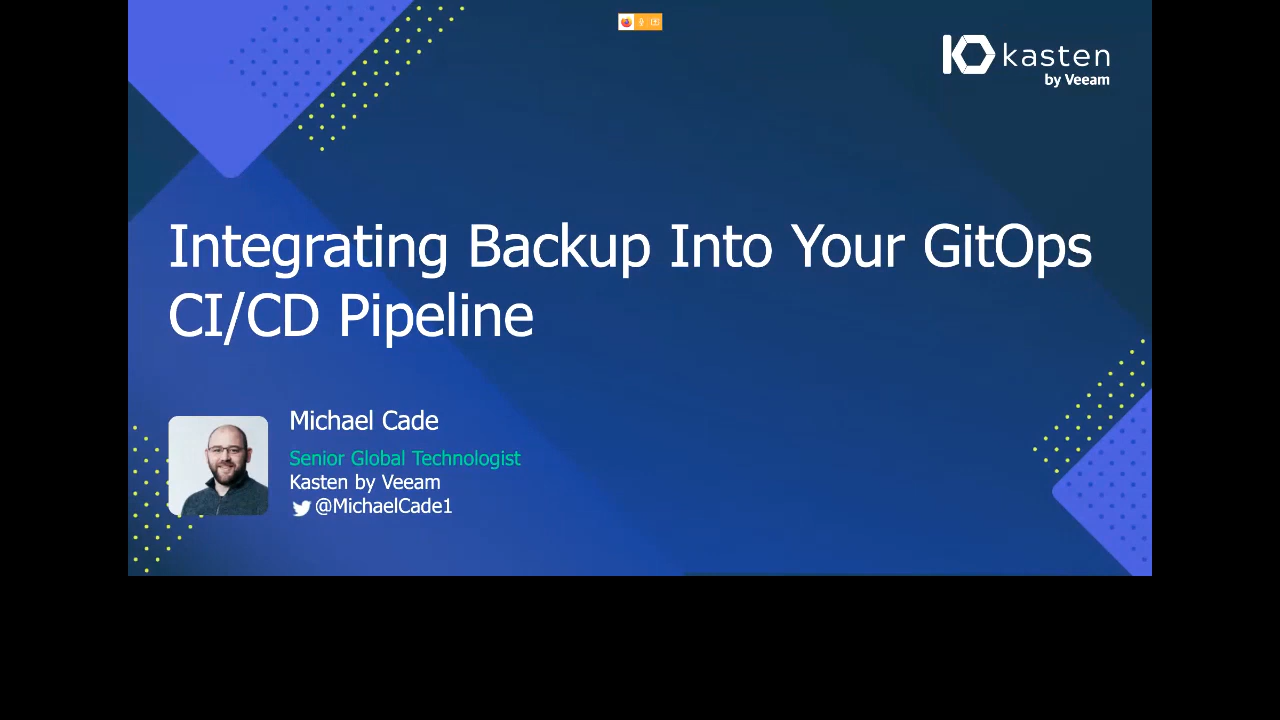 kasten
by Veeam
Integrating Backup Into Your GitOps
CI/CD Pipeline
Michael Cade
Senior Global Technologist
Kasten by Veeam
@MichaelCade1